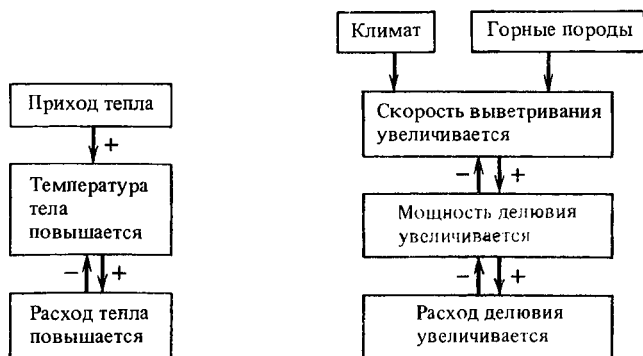 Приход тепла
+
Температура
тела
повышается
− +
Расход тепла
повышается
Климат
Горные породы
Скорость выветривания
увеличивается
− +
Мощность делювия
увеличивается
− +
Расход делювия
увеличивается